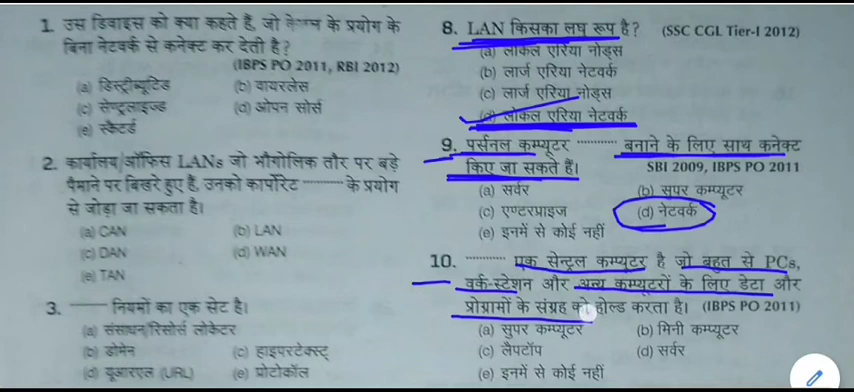 1. उस डिवाइस को क्या कहते हैं, जो केबल्स के प्रयोग के
बिना नेटवर्क से कनेक्ट कर देती है?
(IBPS PO 2011, RBI 2012)
(a) डिस्ट्रीब्यूटिड (b) वायरलेस
(c) सेण्ट्रलाइज्ड (d) ओपन सोर्स
(e) स्कैटर्ड
2. कार्यालय/ऑफिस LANs जो भौगोलिक तौर पर बड़े
पैमाने पर बिखरे हुए हैं, उनको कार्पोरेट ........... के प्रयोग
से जोड़ा जा सकता है।
(a) CAN (b) LAN
(c) DAN (d) WAN
(e) TAN
3. ........... नियमों का एक सेट है।
(a) संसाधन/रिसोर्स लोकेटर
(b) डोमेन (c) हाइपरटेक्स्ट
(d) यूआरएल (URL) (e) प्रोटोकॉल
8. LAN किसका लघु रूप है? (SSC CGL Tier-I 2012)
(a) लोकल एरिया नोड्स
(b) लार्ज एरिया नेटवर्क
(c) लार्ज एरिया नोड्स
(d) लोकल एरिया नेटवर्क
9. पर्सनल कम्प्यूटर ........... बनाने के लिए साथ कनेक्ट
किए जा सकते हैं। SBI 2009, IBPS PO 2011
(a) सर्वर (b) सुपर कम्प्यूटर
(c) एण्टरप्राइज (d) नेटवर्क
(e) इनमें से कोई नहीं
10. ........... एक सेन्ट्रल कम्प्यूटर है जो बहुत से PCs,
वर्क-स्टेशन और अन्य कम्प्यूटरों के लिए डेटा और
प्रोग्रामों के संग्रह को होल्ड करता है। (IBPS PO 2011)
(a) सुपर कम्प्यूटर (b) मिनी कम्प्यूटर
(c) लैपटॉप (d) सर्वर
(e) इनमें से कोई नहीं